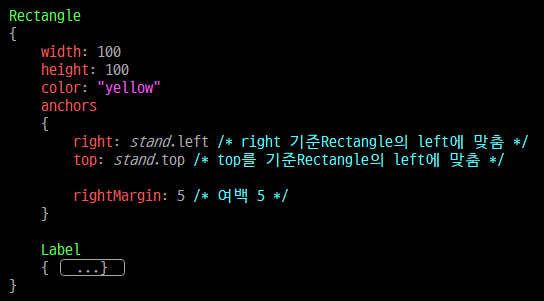 Rectangle
{
    width: 100
    height: 100
    color: "yellow"
    anchors
    {
        right: stand.left /* right 기준Rectangle의 left에 맞춤 */
        top: stand.top /* top를 기준Rectangle의 left에 맞춤 */

        rightMargin: 5 /* 여백 5 */
    }

    Label
    { ...}
}